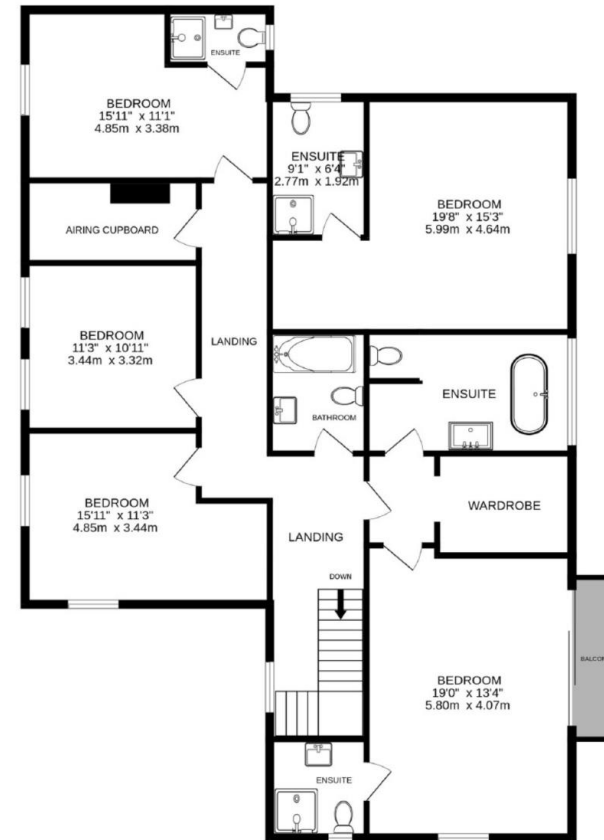 ENSUITE
BEDROOM
15'11" x 11'1"
4.85m x 3.38m
ENSUITE
9'1" x 6'4"
2.77m x 1.92m
BEDROOM
19'8" x 15'3"
5.99m x 4.64m
AIRING CUPBOARD
BEDROOM
11'3" x 10'11"
3.44m x 3.32m
LANDING
BATHROOM
ENSUITE
BEDROOM
15'11" x 11'3"
4.85m x 3.44m
WARDROBE
LANDING
DOWN
BEDROOM
19'0" x 13'4"
5.80m x 4.07m
BALCON
ENSUITE